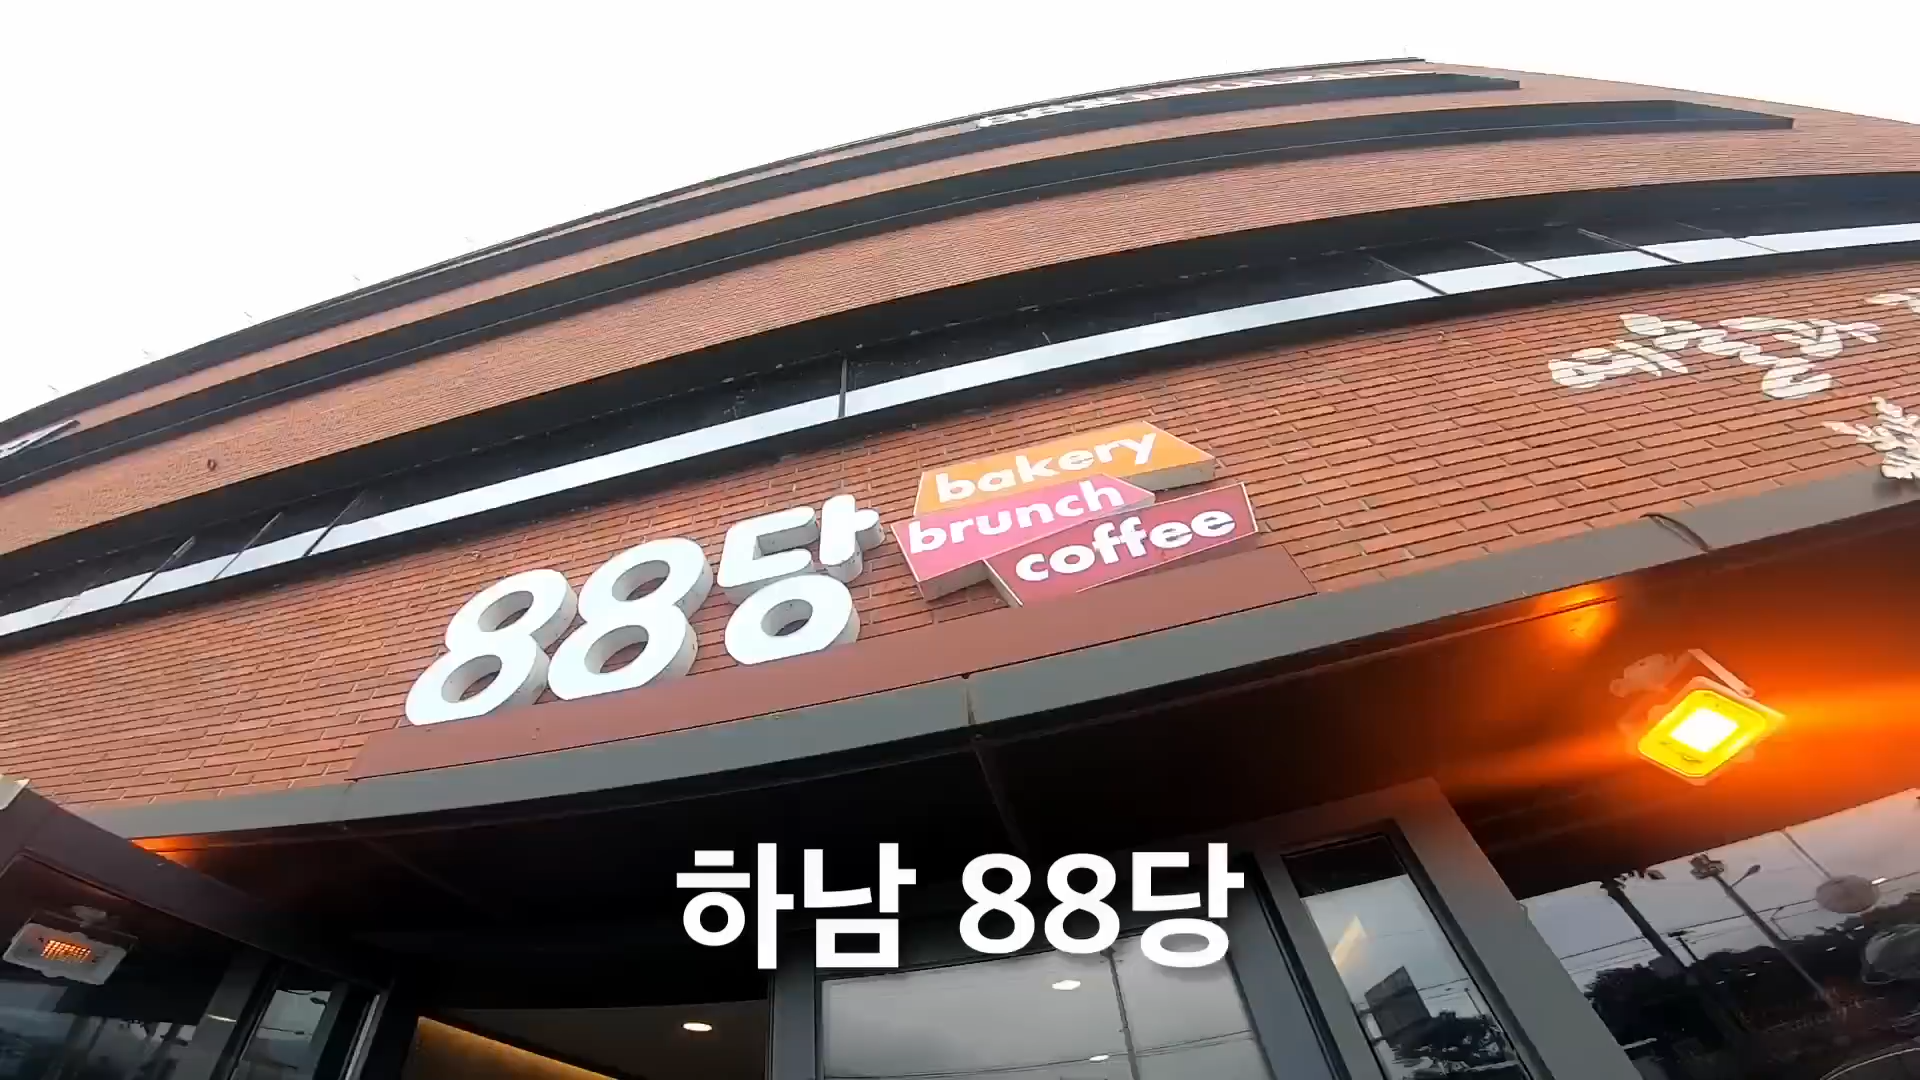 88당
bakery
brunch
coffee
하남 88당